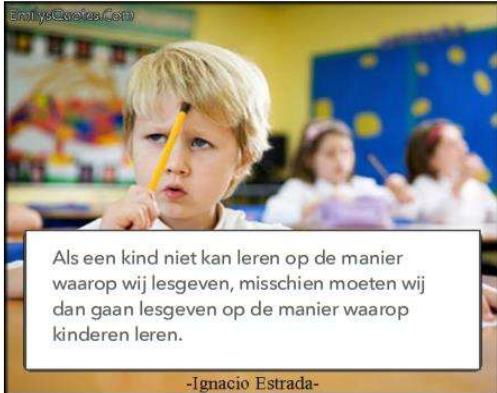 EmilysQuotes.Com
Als een kind niet kan leren op de manier
waarop wij lesgeven, misschien moeten wij
dan gaan lesgeven op de manier waarop
kinderen leren.
-Ignacio Estrada-